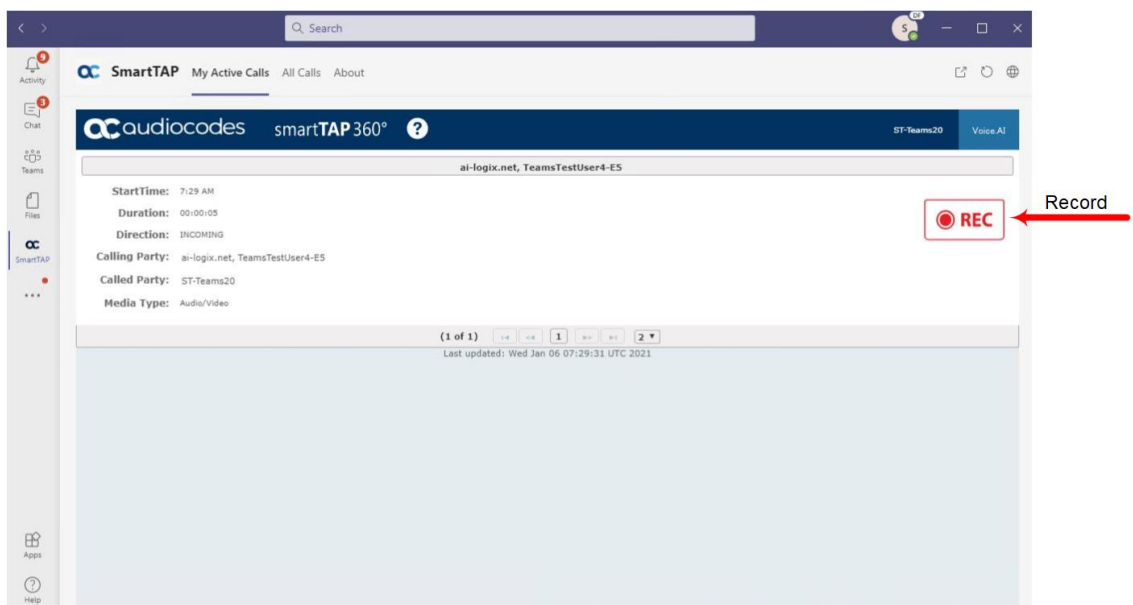 Search
DF
S
9
Activity
3
Chat
Teams
Files
SmartTAP
Apps
Help
SmartTAP My Active Calls All Calls About
audiocodes smartTAP 360° ?
ST-Teams20 Voice.AI
ai-logix.net, TeamsTestUser4-E5
StartTime: 7:29 AM
Duration: 00:00:05
Direction: INCOMING
Calling Party: ai-logix.net, TeamsTestUser4-E5
Called Party: ST-Teams20
Media Type: Audio/Video
REC
Record
(1 of 1) 1 2
Last updated: Wed Jan 06 07:29:31 UTC 2021